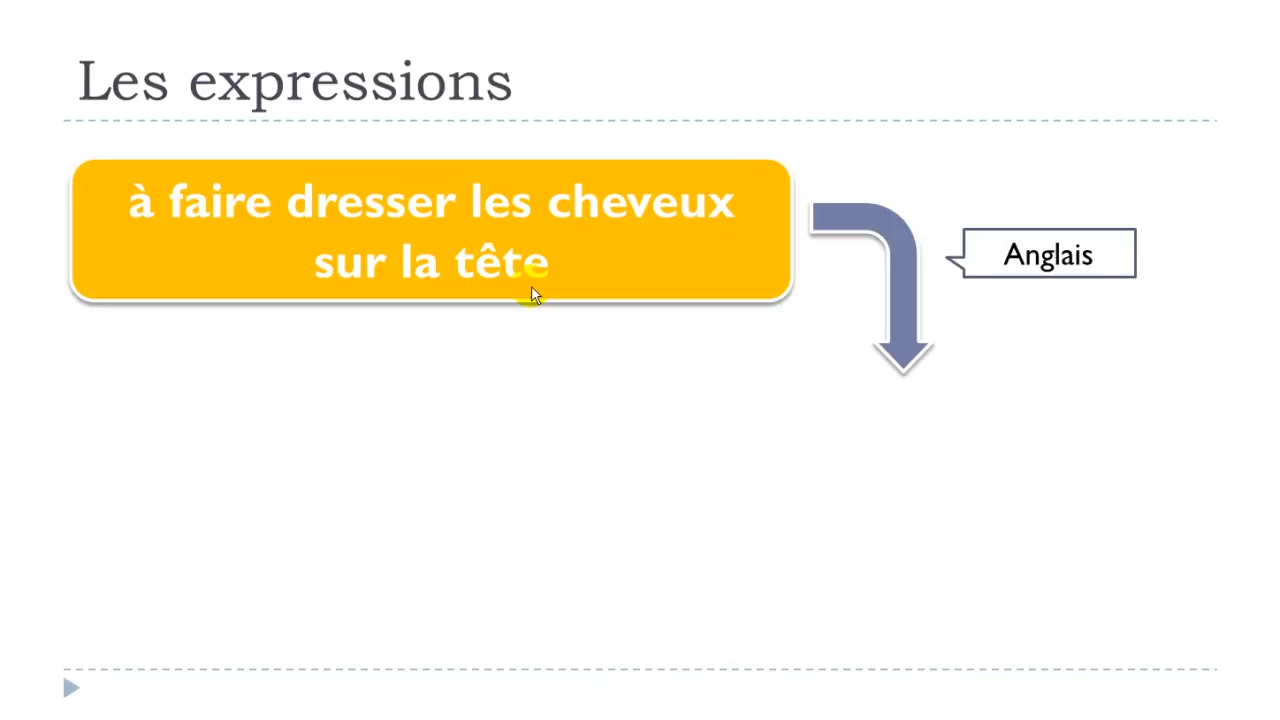 Les expressions
à faire dresser les cheveux
sur la tête
Anglais